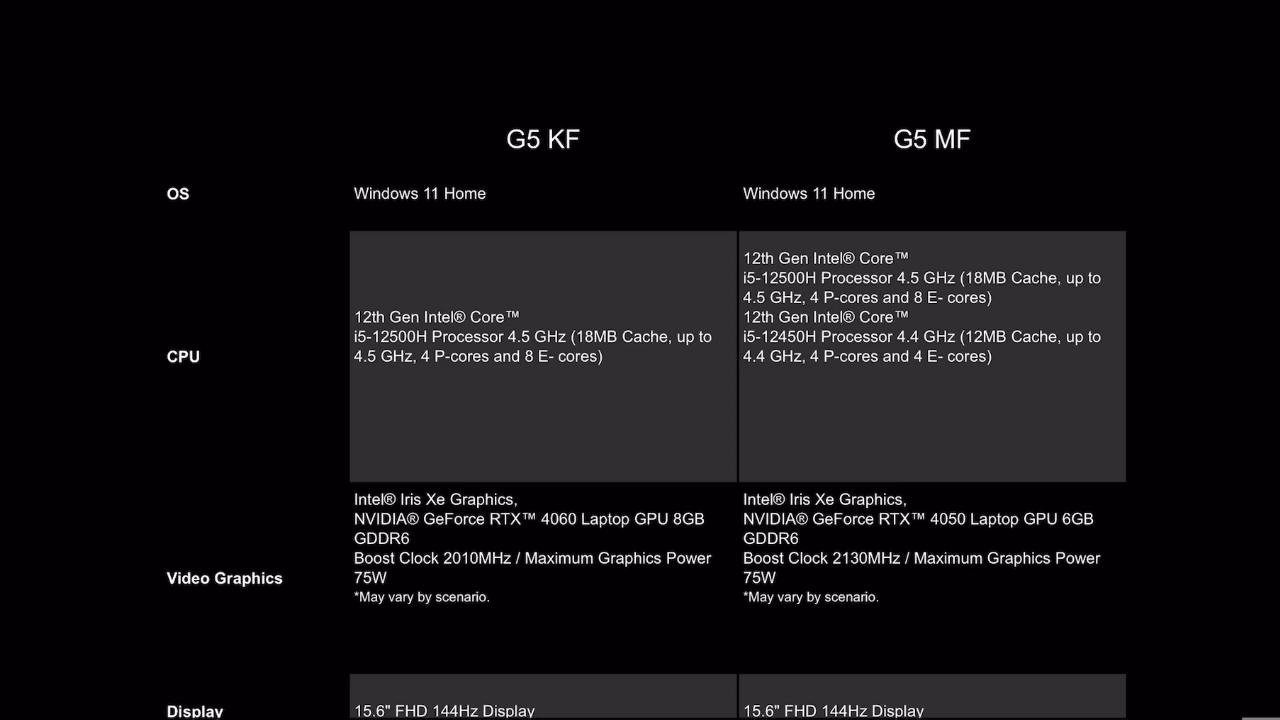 G5 KF
G5 MF
OS
Windows 11 Home
Windows 11 Home
CPU
12th Gen Intel® Core™
i5-12500H Processor 4.5 GHz (18MB Cache, up to
4.5 GHz, 4 P-cores and 8 E- cores)
12th Gen Intel® Core™
i5-12500H Processor 4.5 GHz (18MB Cache, up to
4.5 GHz, 4 P-cores and 8 E- cores)
12th Gen Intel® Core™
i5-12450H Processor 4.4 GHz (12MB Cache, up to
4.4 GHz, 4 P-cores and 4 E- cores)
Video Graphics
Intel® Iris Xe Graphics,
NVIDIA® GeForce RTX™ 4060 Laptop GPU 8GB
GDDR6
Boost Clock 2010MHz / Maximum Graphics Power
75W
*May vary by scenario.
Intel® Iris Xe Graphics,
NVIDIA® GeForce RTX™ 4050 Laptop GPU 6GB
GDDR6
Boost Clock 2130MHz / Maximum Graphics Power
75W
*May vary by scenario.
Display
15.6" FHD 144Hz Display
15.6" FHD 144Hz Display